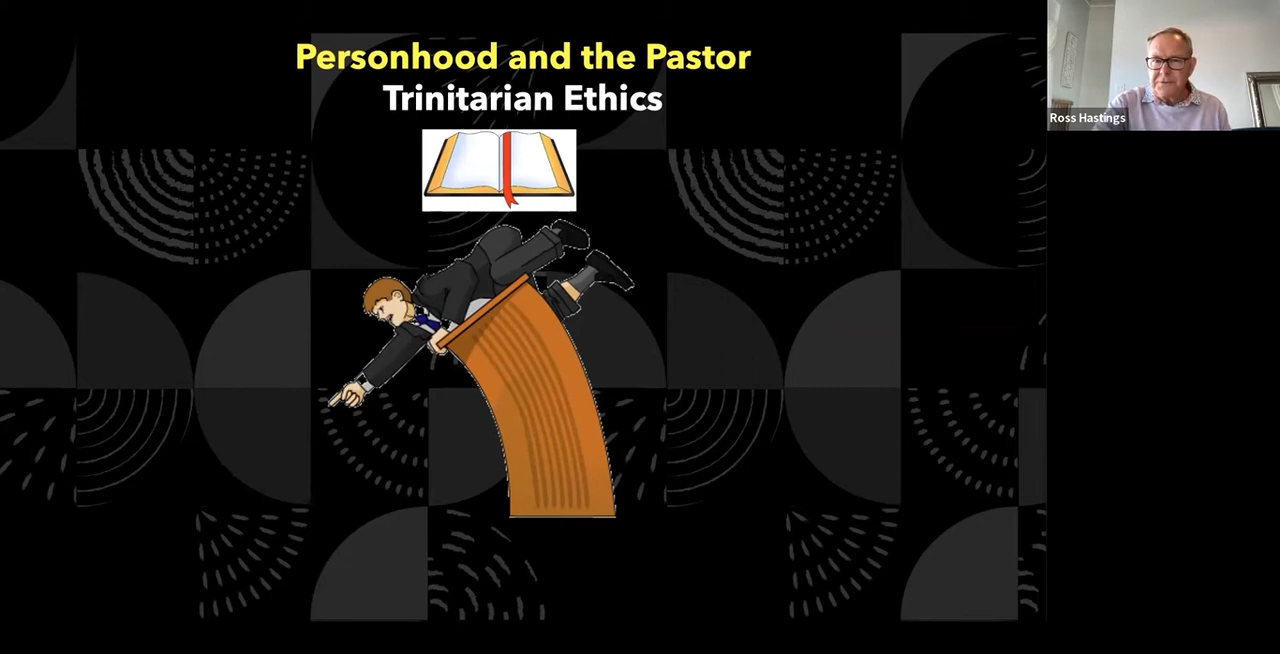 Personhood and the Pastor
Trinitarian Ethics
Ross Hastings